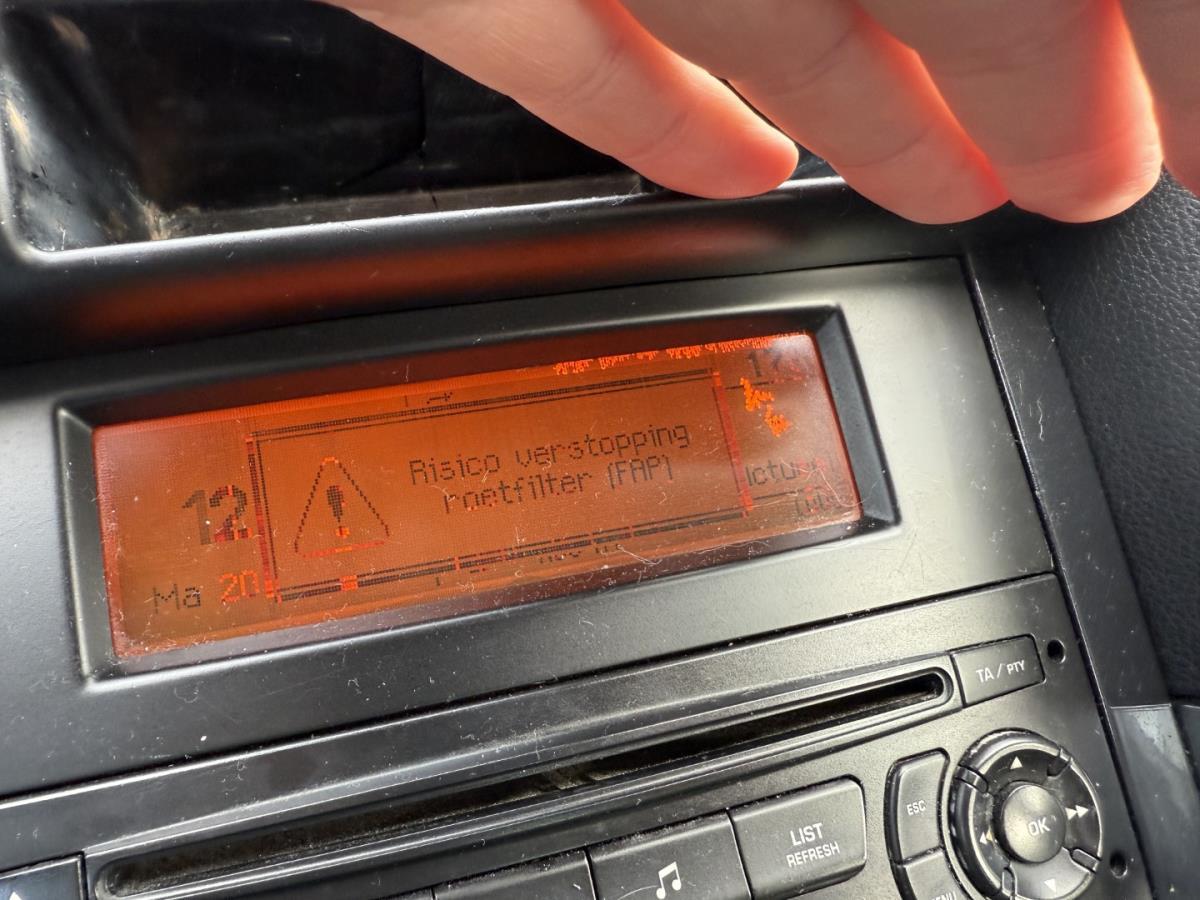 Risico verstopping
roetfilter (FAP)
12
Ma 20
TA / PTY
ESC
OK
LIST
REFRESH